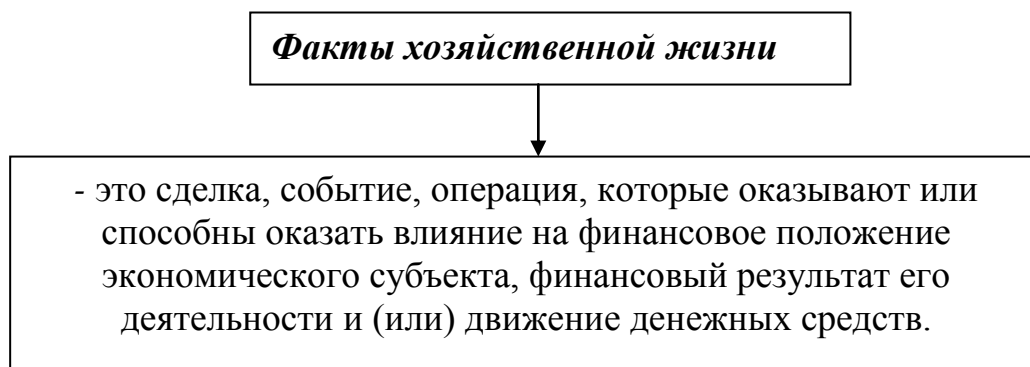 Факты хозяйственной жизни
- это сделка, событие, операция, которые оказывают или
способны оказать влияние на финансовое положение
экономического субъекта, финансовый результат его
деятельности и (или) движение денежных средств.